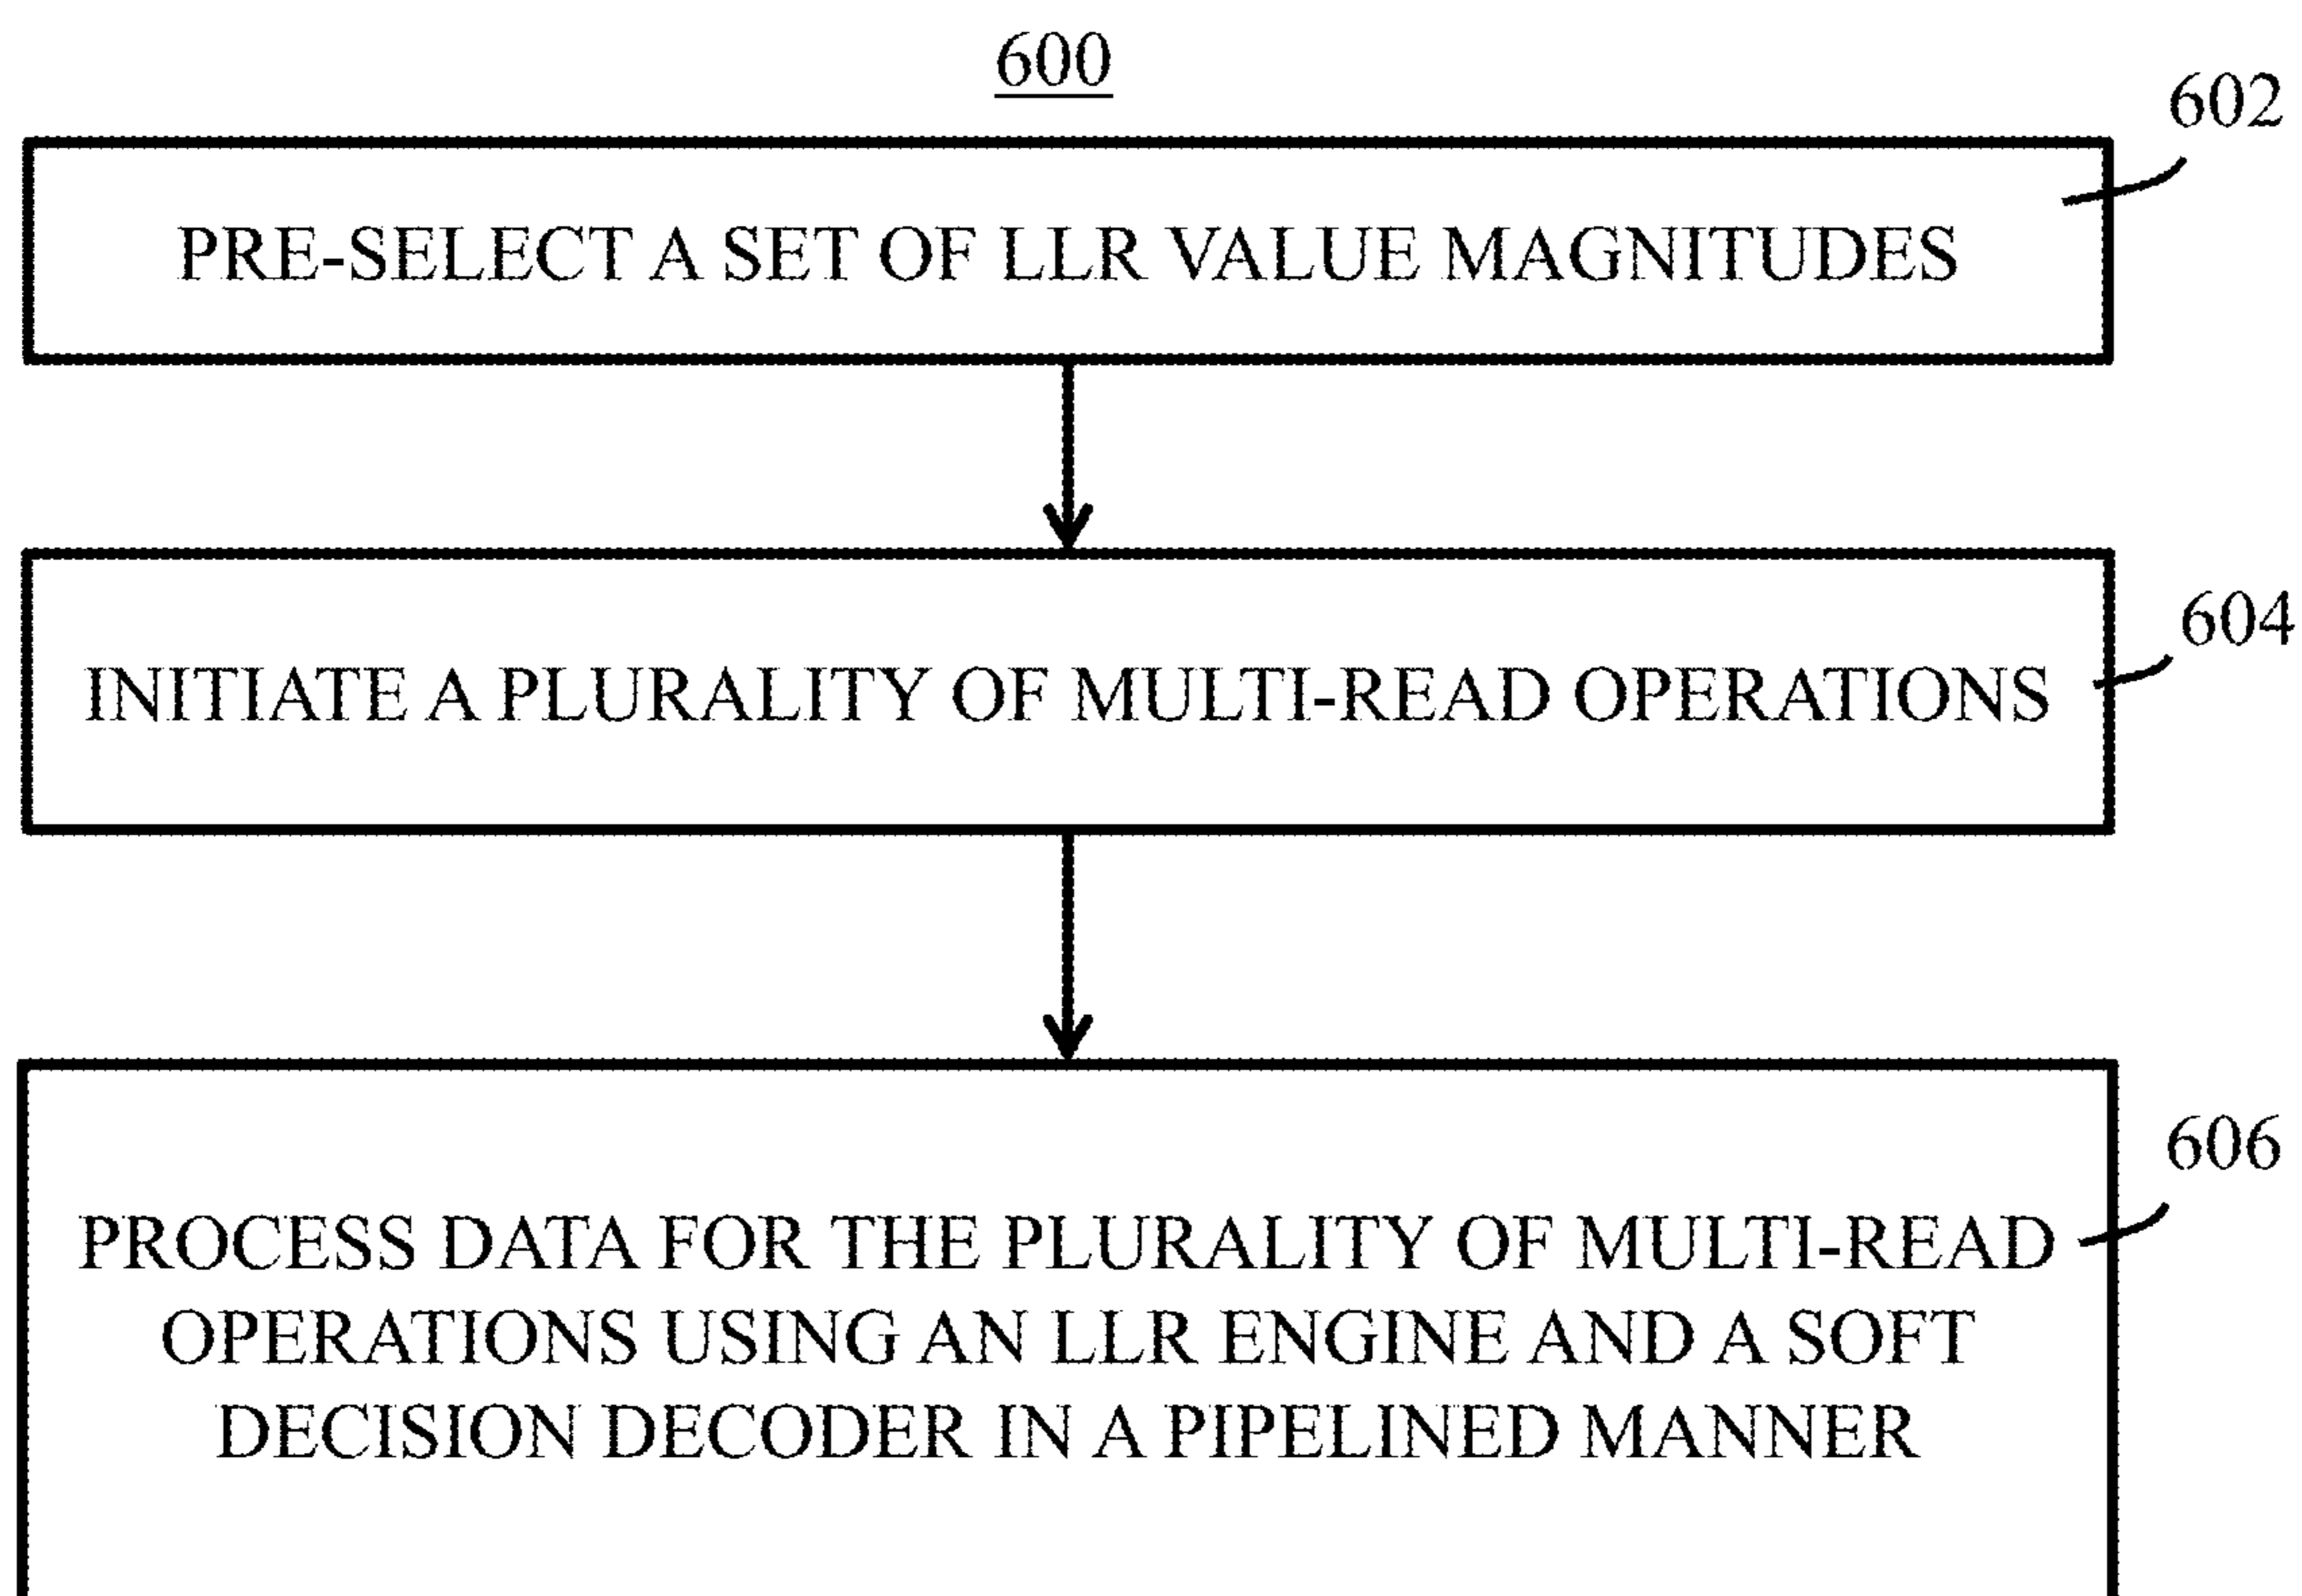 600
602
PRE-SELECT A SET OF LLR VALUE MAGNITUDES
604
INITIATE A PLURALITY OF MULTI-READ OPERATIONS
606
PROCESS DATA FOR THE PLURALITY OF MULTI-READ
OPERATIONS USING AN LLR ENGINE AND A SOFT
DECISION DECODER IN A PIPELINED MANNER